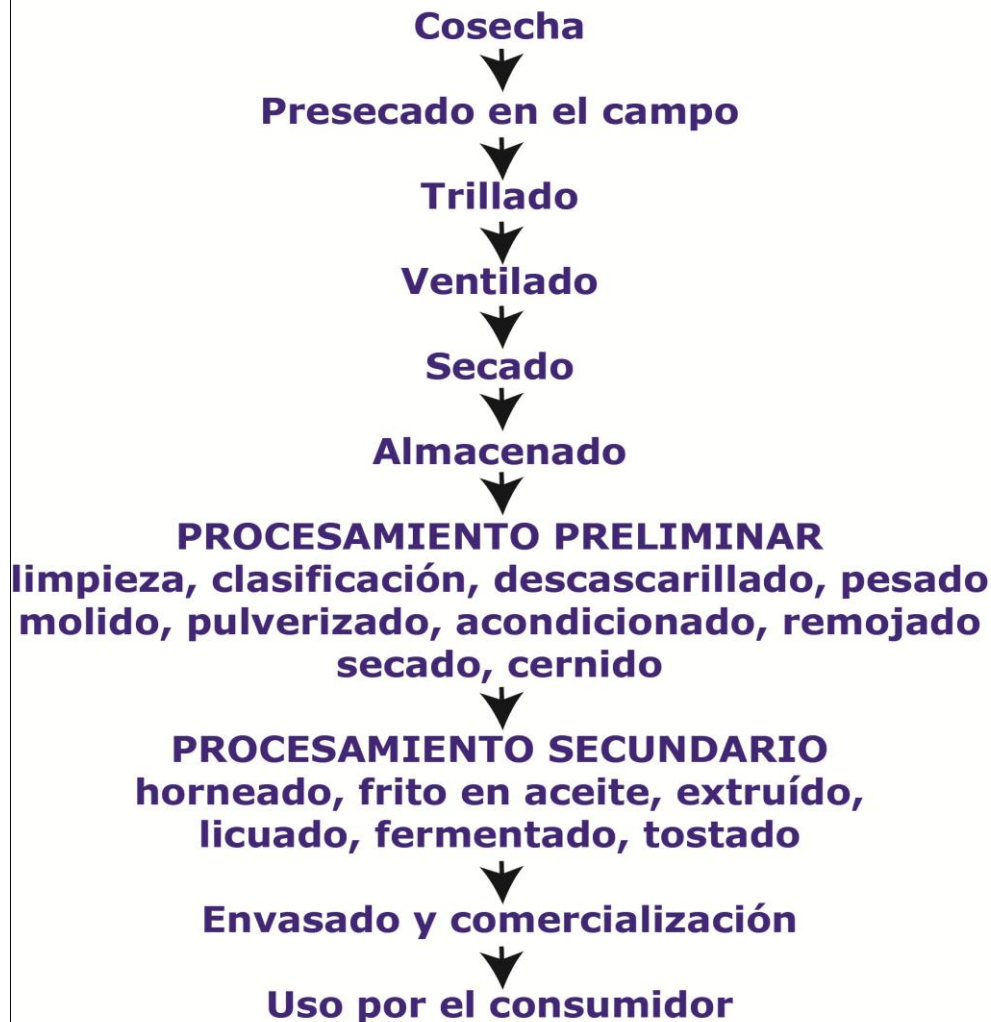 Cosecha
Presecado en el campo
Trillado
Ventilado
Secado
Almacenado
PROCESAMIENTO PRELIMINAR
limpieza, clasificación, descascarillado, pesado
molido, pulverizado, acondicionado, remojado
secado, cernido
PROCESAMIENTO SECUNDARIO
horneado, frito en aceite, extruído,
licuado, fermentado, tostado
Envasado y comercialización
Uso por el consumidor